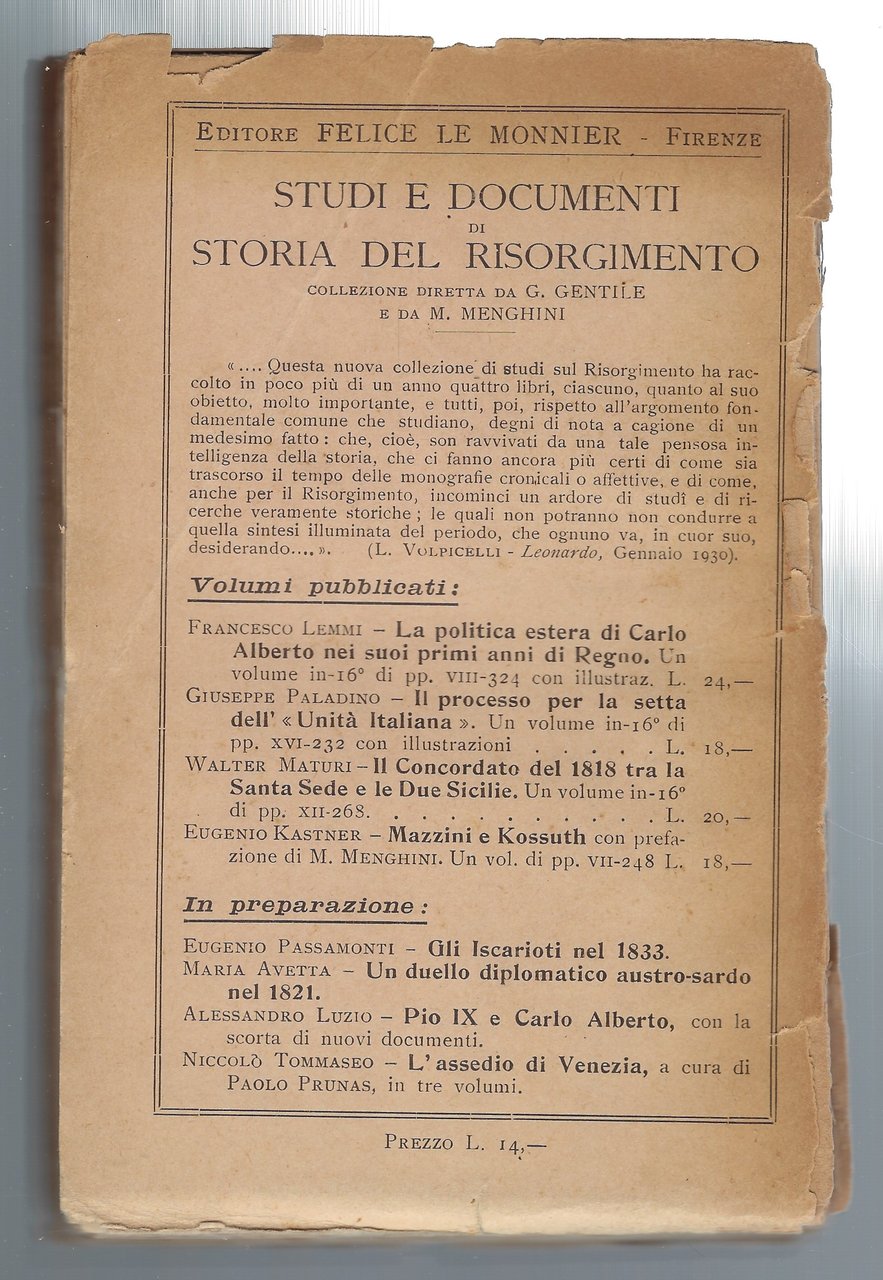 EDITORE FELICE LE MONNIER - FIRENZE
STUDI E DOCUMENTI
DI
STORIA DEL RISORGIMENTO
COLLEZIONE DIRETTA DA G. GENTILE
E DA M. MENGHINI
«.... Questa nuova collezione di studi sul Risorgimento ha rac-
colto in poco più di un anno quattro libri, ciascuno, quanto al suo
obietto, molto importante, e tutti, poi, rispetto all'argomento fon-
damentale comune che studiano, degni di nota a cagione di un
medesimo fatto: che, cioè, son ravvivati da una tale pensosa in-
telligenza della storia, che ci fanno ancora più certi di come sia
trascorso il tempo delle monografie cronicali o affettive, e di come,
anche per il Risorgimento, incominci un ardore di studî e di ri-
cerche veramente storiche; le quali non potranno non condurre a
quella sintesi illuminata del periodo, che ognuno va, in cuor suo,
desiderando....». (L. VOLPICELLI - Leonardo, Gennaio 1930).
Volumi pubblicati:
FRANCESCO LEMMI - La politica estera di Carlo
Alberto nei suoi primi anni di Regno. Un
volume in-16º di pp. VIII-324 con illustraz. L. 24,—
GIUSEPPE PALADINO - Il processo per la setta
dell' « Unità Italiana ». Un volume in-16º di
pp. XVI-232 con illustrazioni . . . . . L. 18,—
WALTER MATURI - Il Concordato del 1818 tra la
Santa Sede e le Due Sicilie. Un volume in-16º
di pp. XII-268. . . . . . . . . . . L. 20,—
EUGENIO KASTNER - Mazzini e Kossuth con prefa-
zione di M. MENGHINI. Un vol. di pp. VII-248 L. 18,—
In preparazione:
EUGENIO PASSAMONTI - Gli Iscarioti nel 1833.
MARIA AVETTA - Un duello diplomatico austro-sardo
nel 1821.
ALESSANDRO LUZIO - Pio IX e Carlo Alberto, con la
scorta di nuovi documenti.
NICCOLÒ TOMMASEO - L'assedio di Venezia, a cura di
PAOLO PRUNAS, in tre volumi.
PREZZO L. 14,—